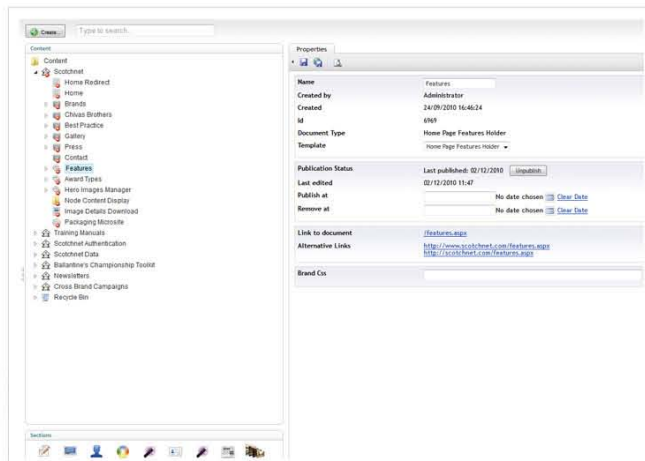 Create...
Type to search...
Content
Content
Scotchnet
Home Redirect
Home
Brands
Chivas Brothers
Best Practice
Gallery
Press
Contact
Features
Award Types
Hero Images Manager
Node Content Display
Image Details Download
Packaging Microsite
Training Manuals
Scotchnet Authentication
Scotchnet Data
Ballantine's Championship Toolkit
Newsletters
Cross Brand Campaigns
Recycle Bin
Sections
Properties
Name Features
Created by Administrator
Created 24/09/2010 16:46:24
Id 6969
Document Type Home Page Features Holder
Template Home Page Features Holder
Publication Status Last published: 02/12/2010 Unpublish
Last edited 02/12/2010 11:47
Publish at No date chosen Clear Date
Remove at No date chosen Clear Date
Link to document /features.aspx
Alternative Links http://www.scotchnet.com/features.aspx
http://scotchnet.com/features.aspx
Brand Css